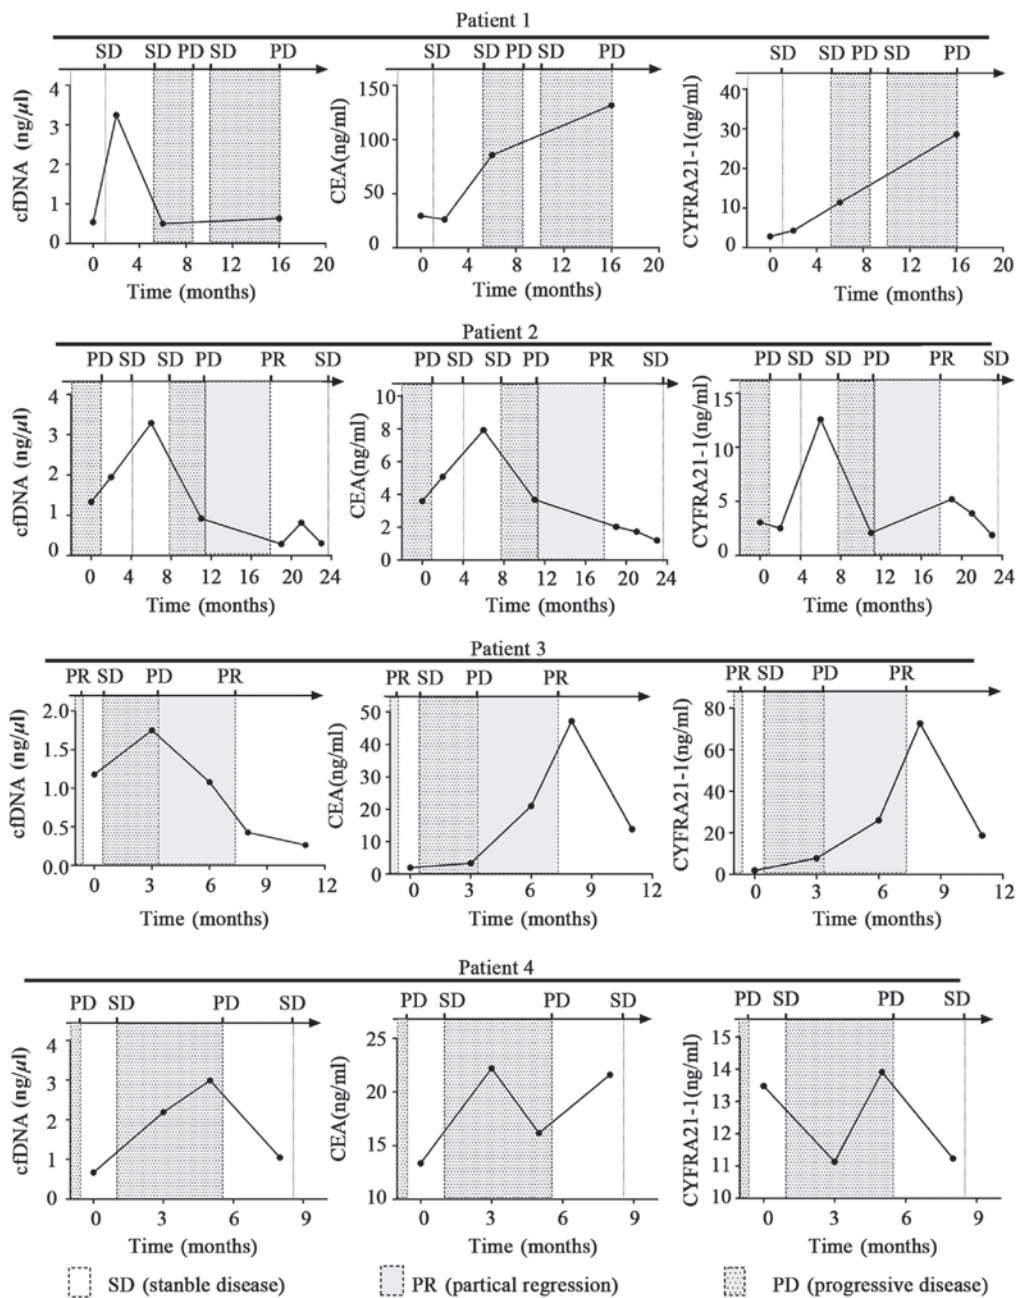 Patient 1
SD SD PD SD PD
SD SD PD SD PD
SD SD PD SD PD
cfDNA (ng/µl)
4
3
2
1
0
0 4 8 12 16 20
Time (months)
CEA(ng/ml)
150
100
50
0
0 4 8 12 16 20
Time (months)
CYFRA21-1(ng/ml)
40
30
20
10
0
0 4 8 12 16 20
Time (months)
Patient 2
PD SD SD PD PR SD
PD SD SD PD PR SD
PD SD SD PD PR SD
cfDNA (ng/µl)
4
3
2
1
0
0 4 8 12 16 20 24
Time (months)
CEA(ng/ml)
10
8
6
4
2
0
0 4 8 12 16 20 24
Time (months)
CYFRA21-1(ng/ml)
15
10
5
0
0 4 8 12 16 20 24
Time (months)
Patient 3
PR SD PD PR
PR SD PD PR
PR SD PD PR
cfDNA (ng/µl)
2.0
1.5
1.0
0.5
0.0
0 3 6 9 12
Time (months)
CEA(ng/ml)
50
40
30
20
10
0
0 3 6 9 12
Time (months)
CYFRA21-1(ng/ml)
80
60
40
20
0
0 3 6 9 12
Time (months)
Patient 4
PD SD PD SD
PD SD PD SD
PD SD PD SD
cfDNA (ng/µl)
4
3
2
1
0
0 3 6 9
Time (months)
CEA(ng/ml)
25
20
15
10
0 3 6 9
Time (months)
CYFRA21-1(ng/ml)
15
14
13
12
11
10
0 3 6 9
Time (months)
SD (stanble disease)
PR (partical regression)
PD (progressive disease)